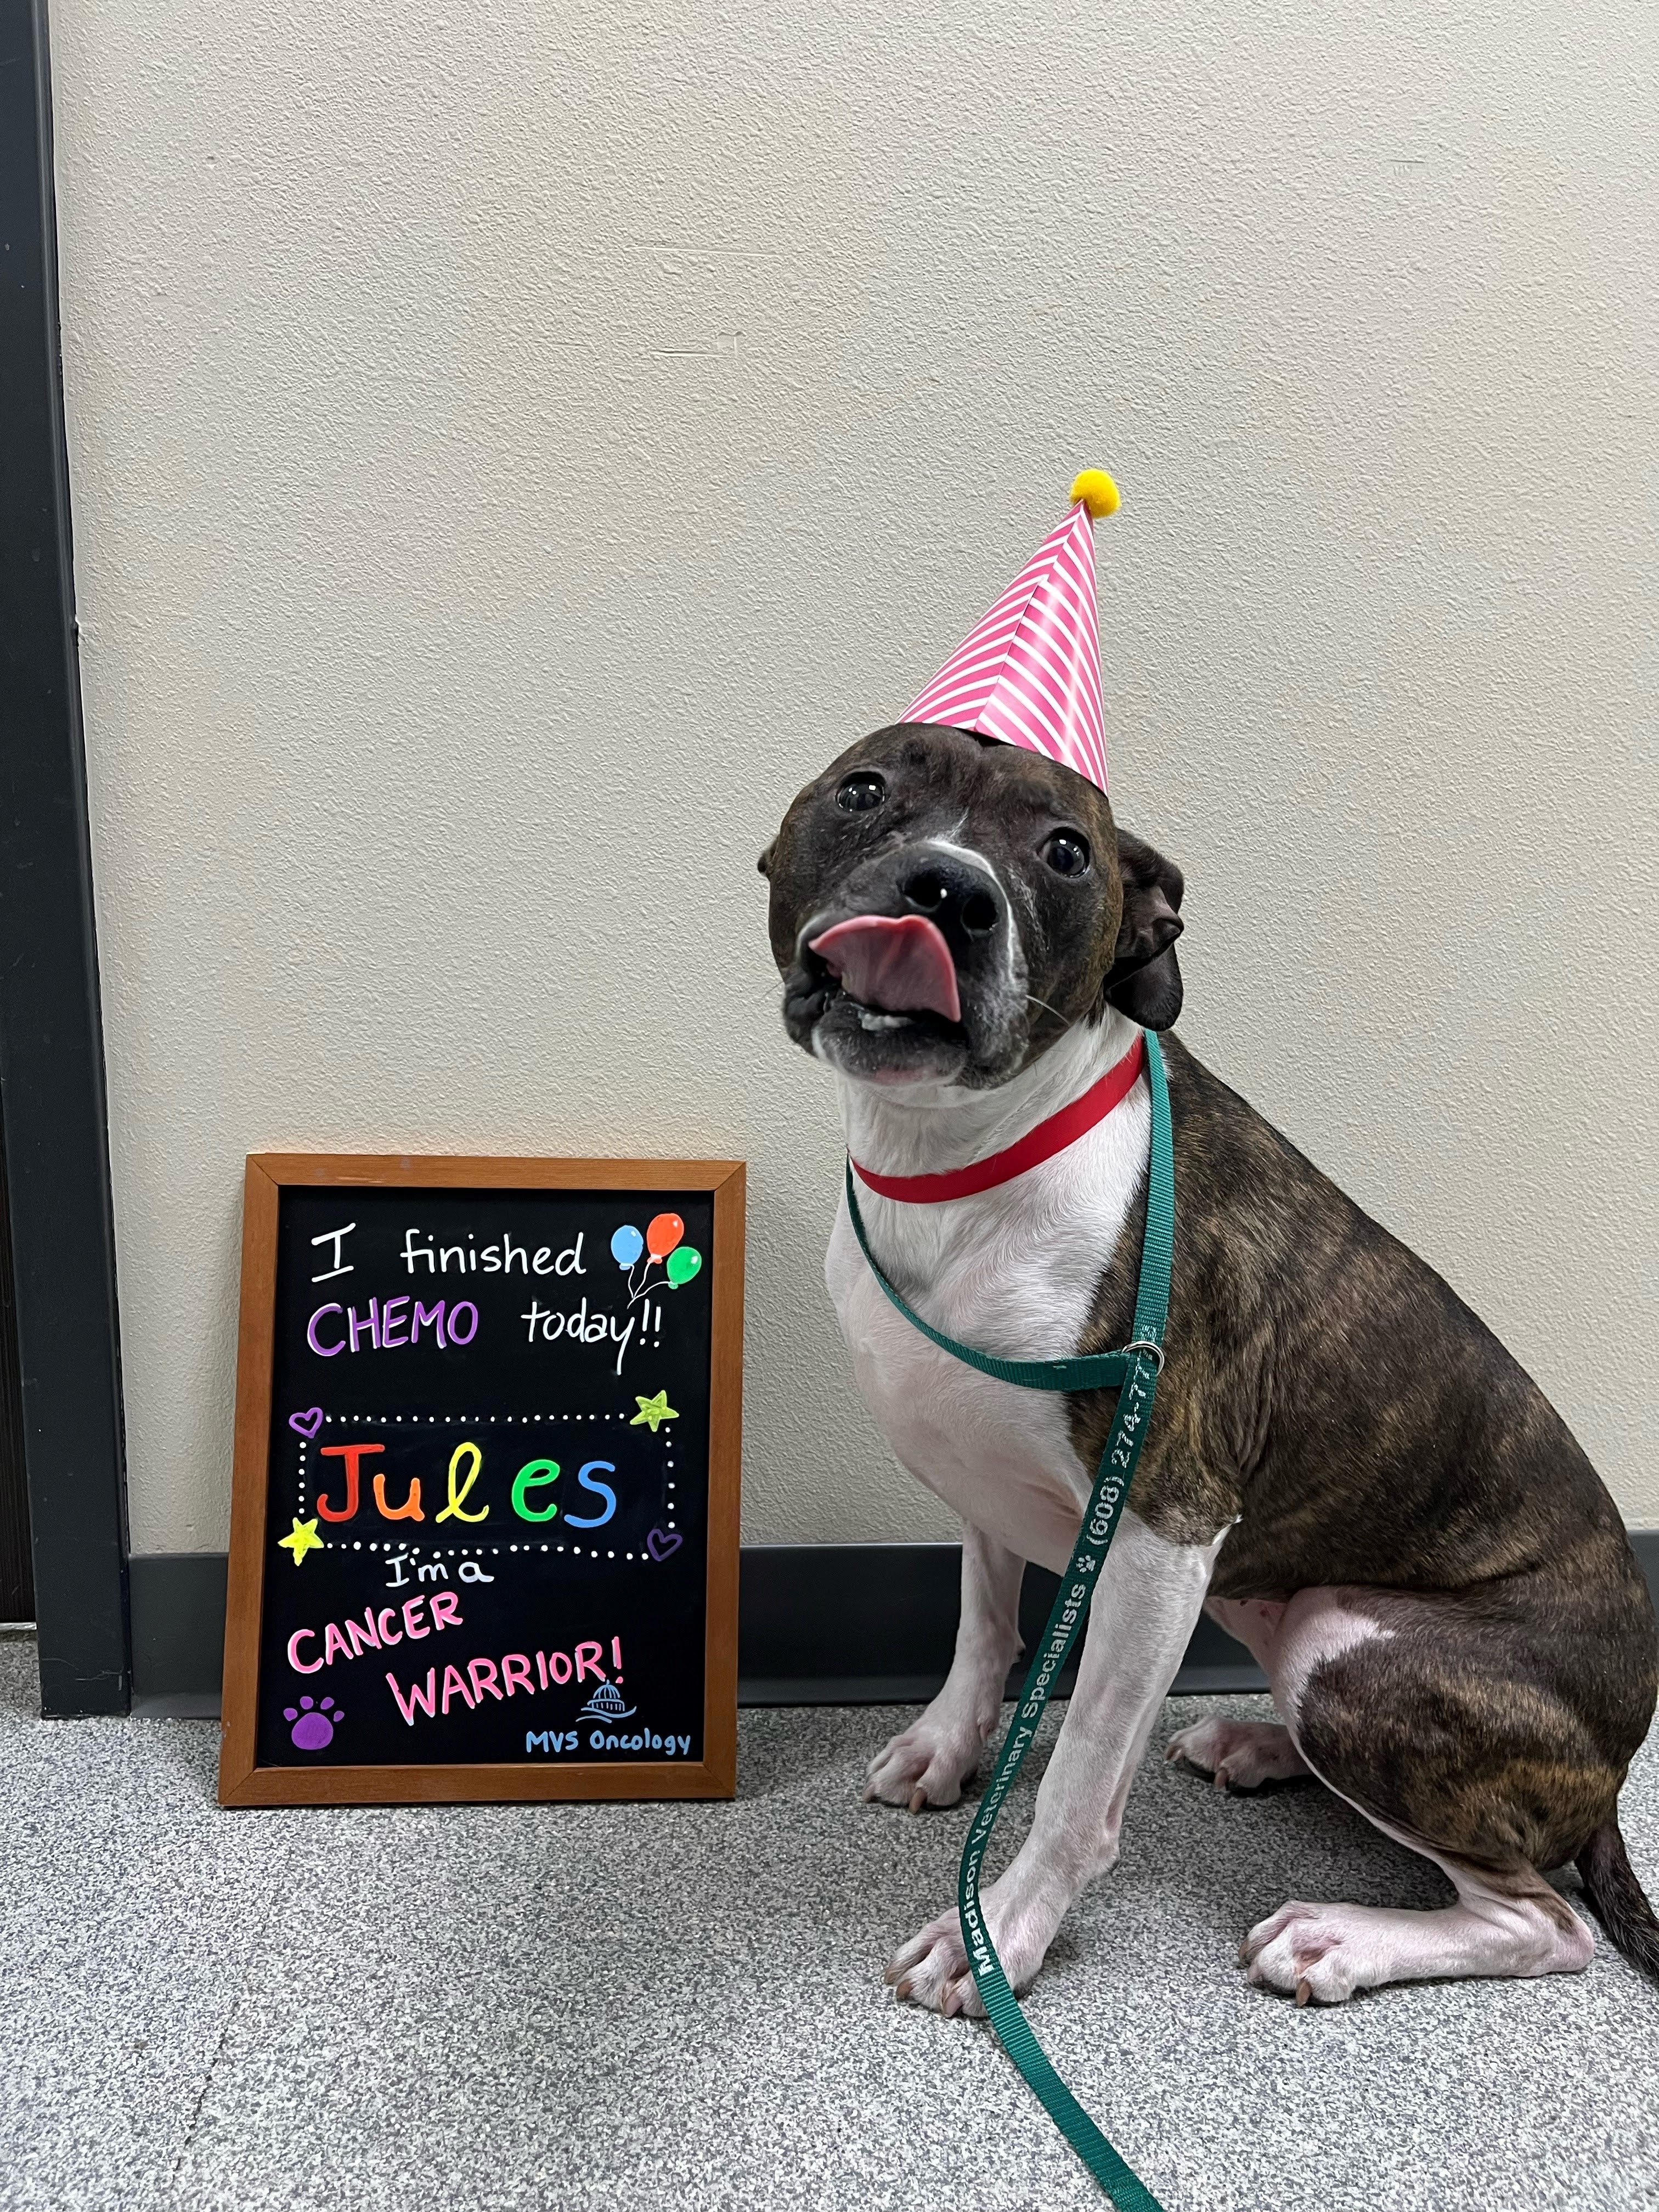 I finished
CHEMO today!!
Jules
I'm a
CANCER
WARRIOR!
MVS Oncology
Madison Veterinary Specialists (608) 274-77